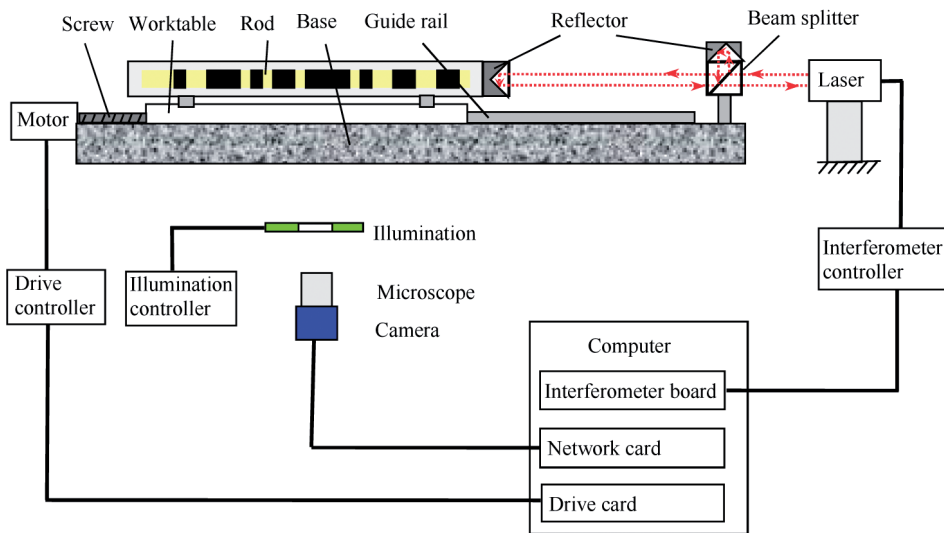 Screw
Worktable
Rod
Base
Guide rail
Reflector
Beam splitter
Motor
Laser
Illumination
Drive
controller
Illumination
controller
Microscope
Camera
Interferometer
controller
Computer
Interferometer board
Network card
Drive card